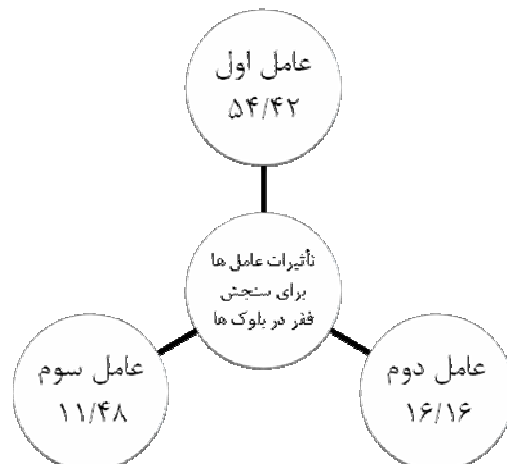 عامل اول
۵۴/۴۲
تأثیرات عامل ها
برای سنجش
فقر در بلوک ها
عامل سوم
۱۱/۴۸
عامل دوم
۱۶/۱۶